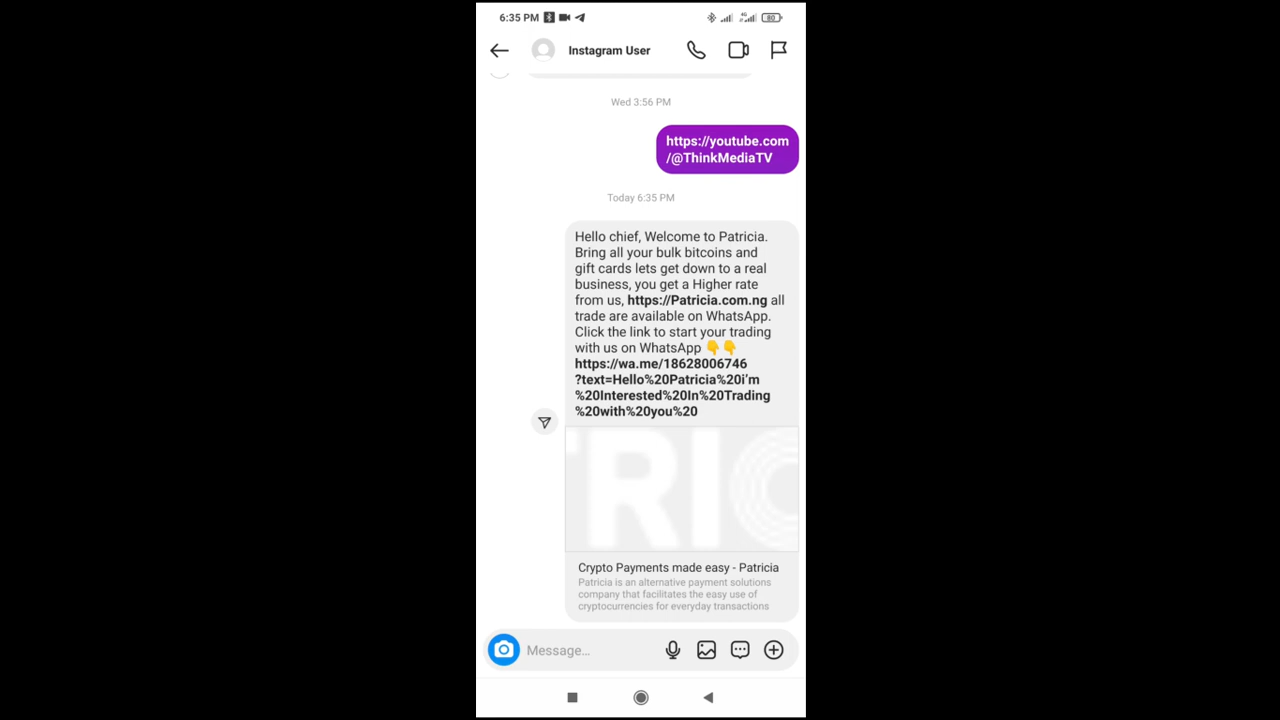 6:35 PM
80
Instagram User
Wed 3:56 PM
https://youtube.com
/@ThinkMediaTV
Today 6:35 PM
Hello chief, Welcome to Patricia.
Bring all your bulk bitcoins and
gift cards lets get down to a real
business, you get a Higher rate
from us, https://Patricia.com.ng all
trade are available on WhatsApp.
Click the link to start your trading
with us on WhatsApp 👇👇
https://wa.me/18628006746
?text=Hello%20Patricia%20i'm
%20Interested%20In%20Trading
%20with%20you%20
TRIC
Crypto Payments made easy - Patricia
Patricia is an alternative payment solutions
company that facilitates the easy use of
cryptocurrencies for everyday transactions
Message...